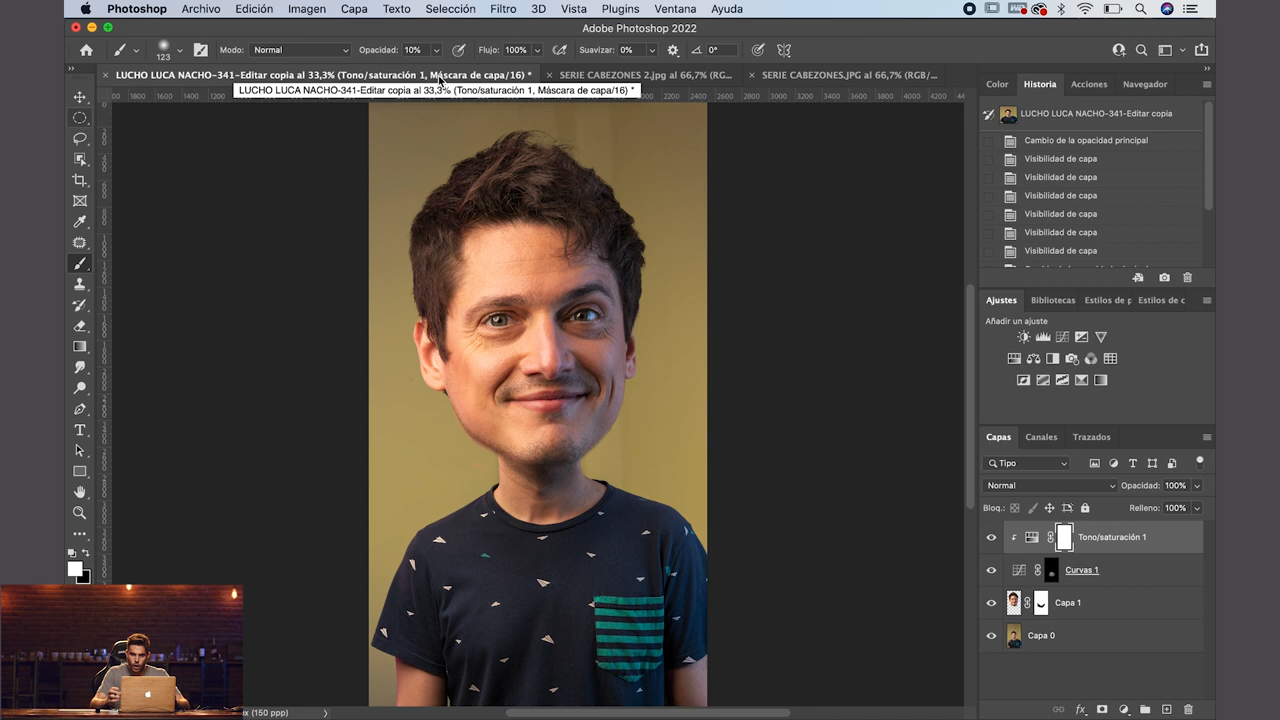 Photoshop Archivo Edición Imagen Capa Texto Selección Filtro 3D Vista Plugins Ventana Ayuda
Adobe Photoshop 2022
123 Modo: Normal Opacidad: 10% Flujo: 100% Suavizar: 0% 0°
LUCHO LUCA NACHO-341-Editar copia al 33,3% (Tono/saturación 1, Máscara de capa/16) * SERIE CABEZONES 2.jpg al 66,7% (RG... SERIE CABEZONES.JPG al 66,7% (RGB/...
LUCHO LUCA NACHO-341-Editar copia al 33,3% (Tono/saturación 1, Máscara de capa/16) *
Color Historia Acciones Navegador
LUCHO LUCA NACHO-341-Editar copia
Cambio de la opacidad principal
Visibilidad de capa
Visibilidad de capa
Visibilidad de capa
Visibilidad de capa
Visibilidad de capa
Visibilidad de capa
Ajustes Bibliotecas Estilos de p Estilos de c
Añadir un ajuste
Capas Canales Trazados
Tipo
Normal Opacidad: 100%
Bloq.: Relleno: 100%
Tono/saturación 1
Curvas 1
Capa 1
Capa 0
(150 ppp)